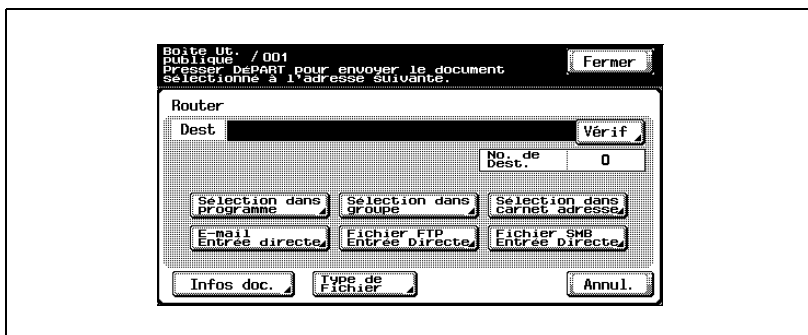 Boîte Ut.
publique / 001
Presser DéPART pour envoyer le document
sélectionné à l'adresse suivante.
Fermer
Router
Dest
Vérif
No. de
Dest.
0
Sélection dans
programme
Sélection dans
groupe
Sélection dans
carnet adresse
E-mail
Entrée directe
Fichier FTP
Entrée Directe
Fichier SMB
Entrée Directe
Infos doc.
Type de
Fichier
Annul.